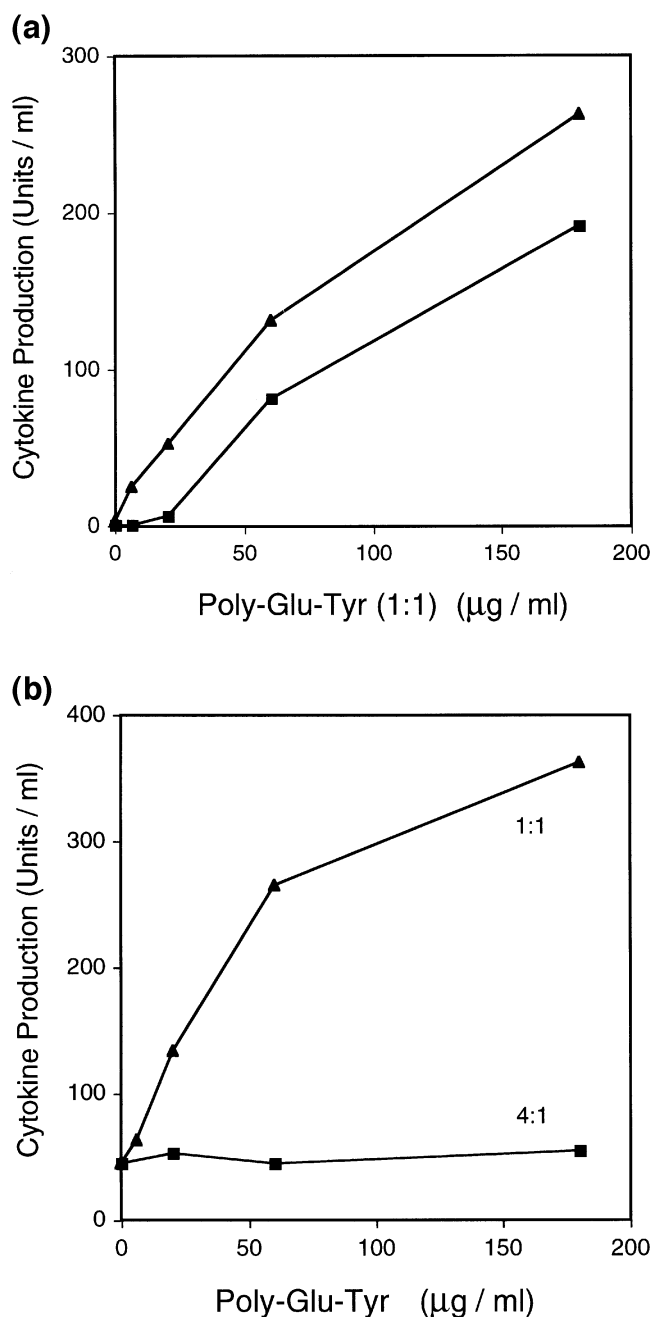 (a)
Cytokine Production (Units / ml)
300
200
100
0
0 50 100 150 200
Poly-Glu-Tyr (1:1) (μg / ml)
(b)
Cytokine Production (Units / ml)
400
300
200
100
0
1:1
4:1
0 50 100 150 200
Poly-Glu-Tyr (μg / ml)